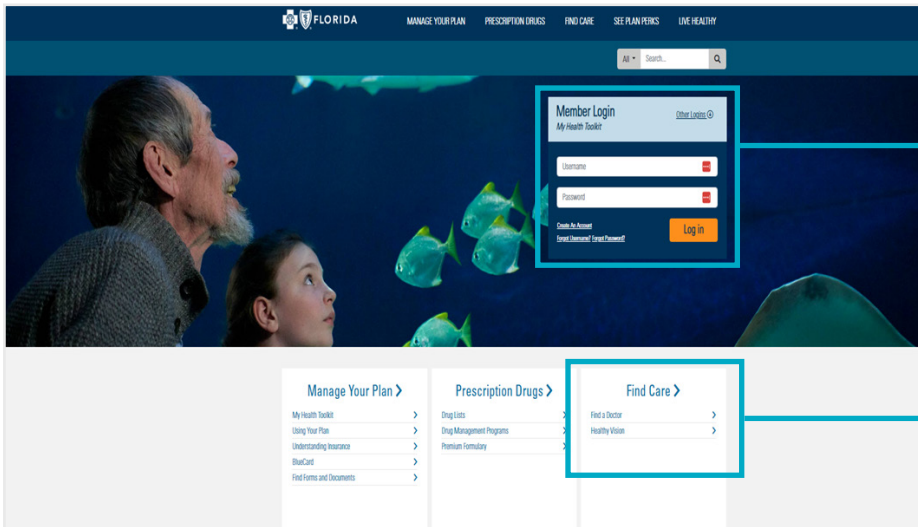 FLORIDA
MANAGE YOUR PLAN PRESCRIPTION DRUGS FIND CARE SEE PLAN PERKS LIVE HEALTHY
All Search...
Member Login Other Logins
My Health Toolkit
Username
Password
Create An Account
Forgot Username? Forgot Password?
Log in
Manage Your Plan
My Health Toolkit
Using Your Plan
Understanding Insurance
BlueCard
Find Forms and Documents
Prescription Drugs
Drug Lists
Drug Management Programs
Premium Formulary
Find Care
Find a Doctor
Healthy Vision